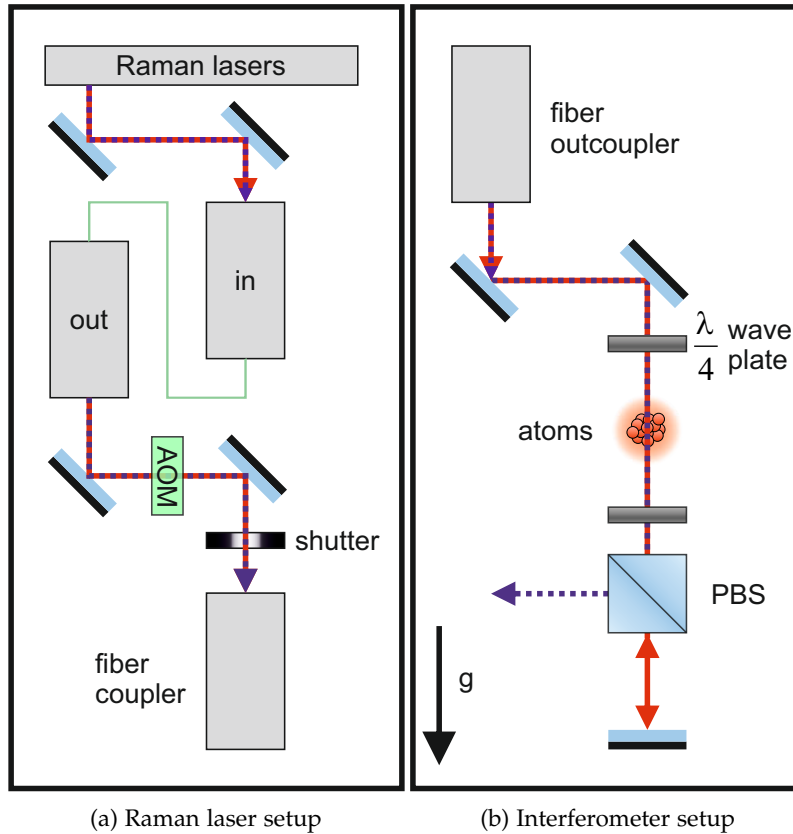 Raman lasers
in
out
AOM
shutter
fiber
coupler
(a) Raman laser setup
fiber
outcoupler
λ/4 wave
plate
atoms
PBS
g
(b) Interferometer setup